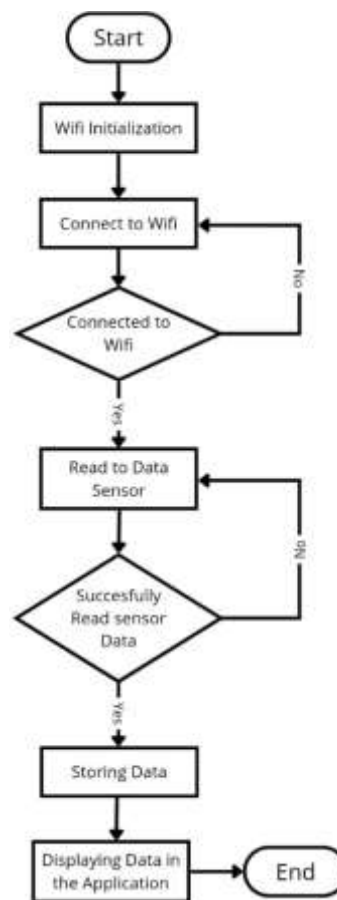 Start
Wifi Initialization
Connect to Wifi
No
Connected to
Wifi
Yes
Read to Data
Sensor
No
Succesfully
Read sensor
Data
Yes
Storing Data
Displaying Data in
the Application
End